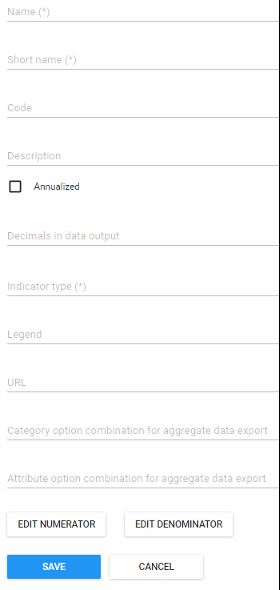 Name (*)
Short name (*)
Code
Description
Annualized
Decimals in data output
Indicator type (*)
Legend
URL
Category option combination for aggregate data export
Attribute option combination for aggregate data export
EDIT NUMERATOR EDIT DENOMINATOR
SAVE CANCEL